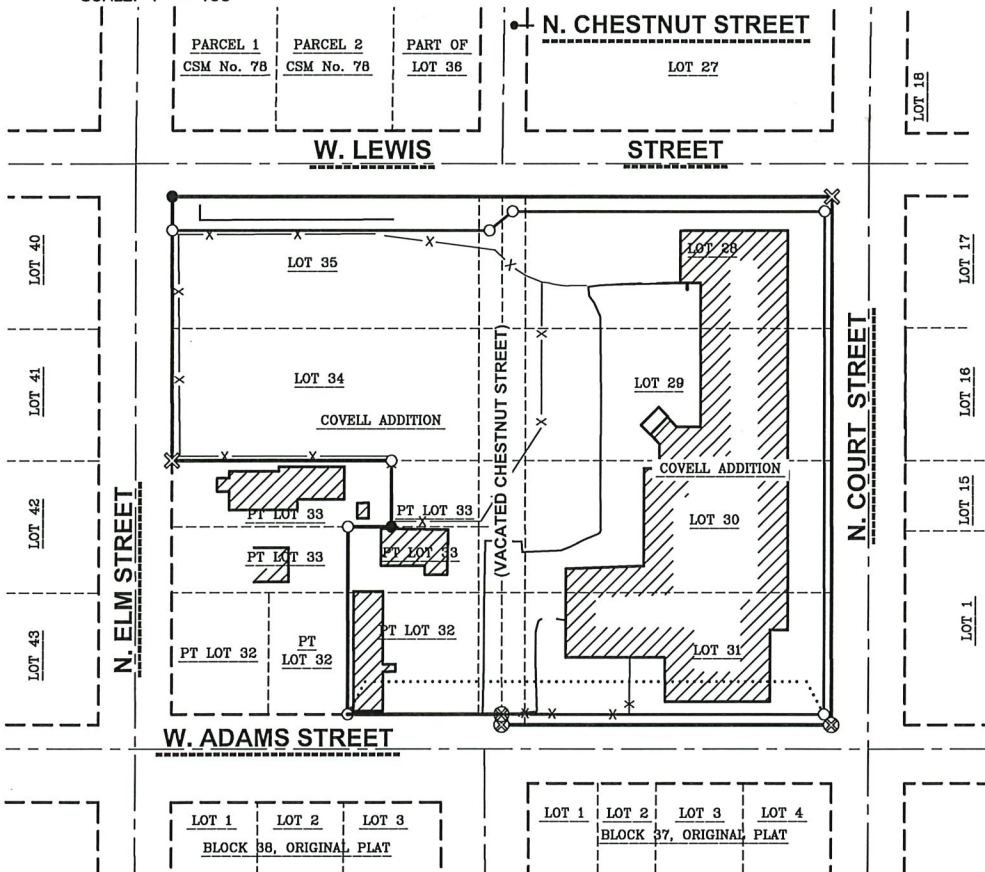 N. CHESTNUT STREET
PARCEL 1
CSM No. 78
PARCEL 2
CSM No. 78
PART OF
LOT 36
LOT 27
LOT 18
W. LEWIS STREET
LOT 40
LOT 35
LOT 28
LOT 17
LOT 41
LOT 34
COVELL ADDITION
(VACATED CHESTNUT STREET)
LOT 29
N. COURT STREET
LOT 16
COVELL ADDITION
LOT 42
N. ELM STREET
PT LOT 33
PT LOT 33
LOT 30
LOT 15
PT LOT 33
PT LOT 33
LOT 43
PT LOT 32
PT
LOT 32
PT LOT 32
LOT 31
LOT 1
W. ADAMS STREET
LOT 1
LOT 2
LOT 3
BLOCK 38, ORIGINAL PLAT
LOT 1
LOT 2
LOT 3
LOT 4
BLOCK 37, ORIGINAL PLAT